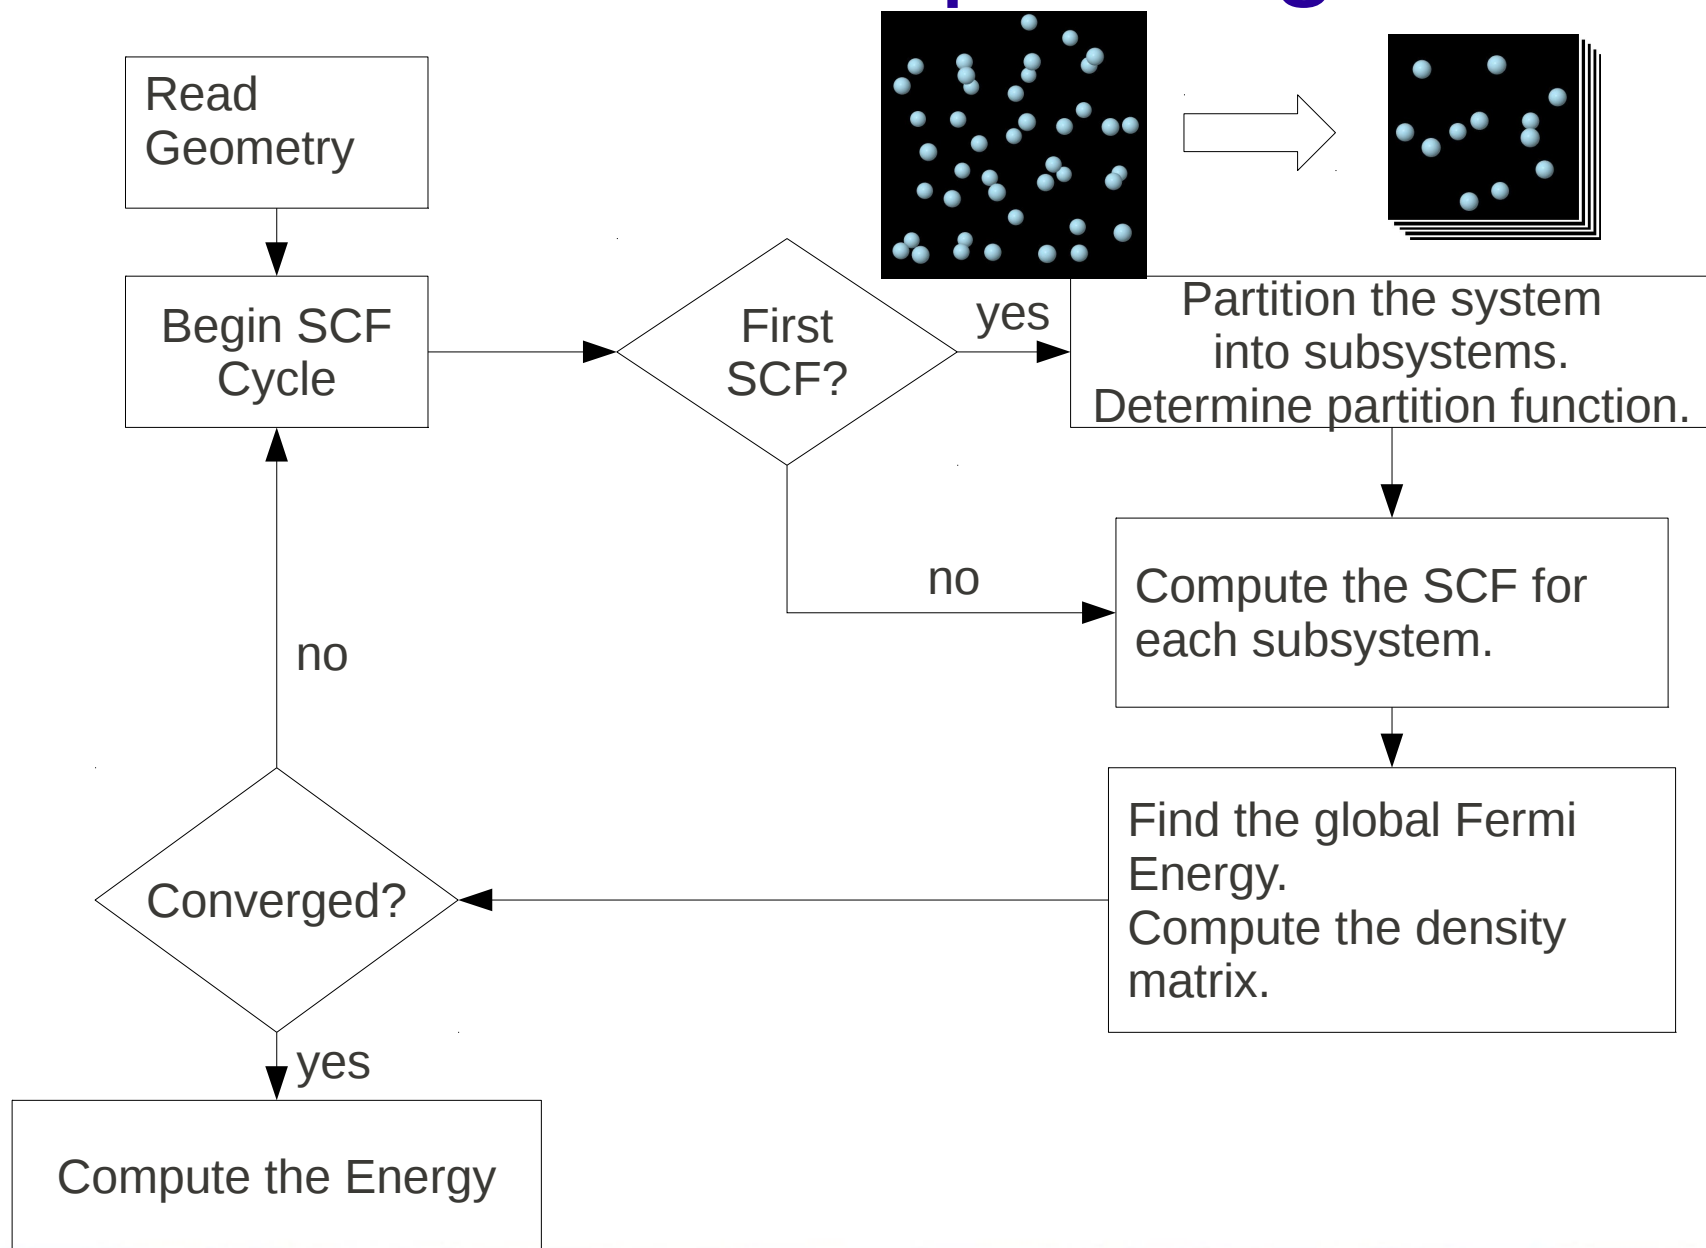 Read
Geometry
Begin SCF
Cycle
First
SCF?
yes
Partition the system
into subsystems.
Determine partition function.
no
Compute the SCF for
each subsystem.
Find the global Fermi
Energy.
Compute the density
matrix.
Converged?
no
yes
Compute the Energy